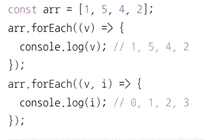 const arr = [1, 5, 4, 2];
arr.forEach((v) => {
  console.log(v); // 1, 5, 4, 2
});
arr.forEach((v, i) => {
  console.log(i); // 0, 1, 2, 3
});